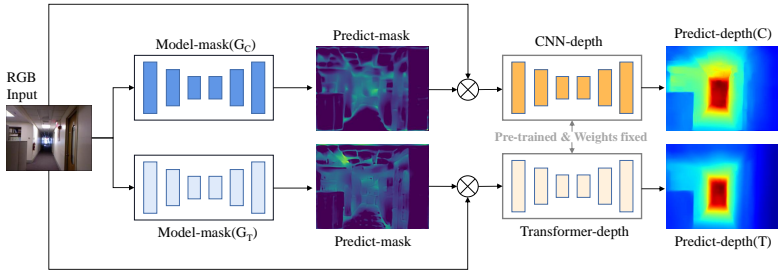 Model-mask(G_C)
Predict-mask
CNN-depth
Predict-depth(C)
RGB
Input
Pre-trained & Weights fixed
Model-mask(G_T)
Predict-mask
Transformer-depth
Predict-depth(T)